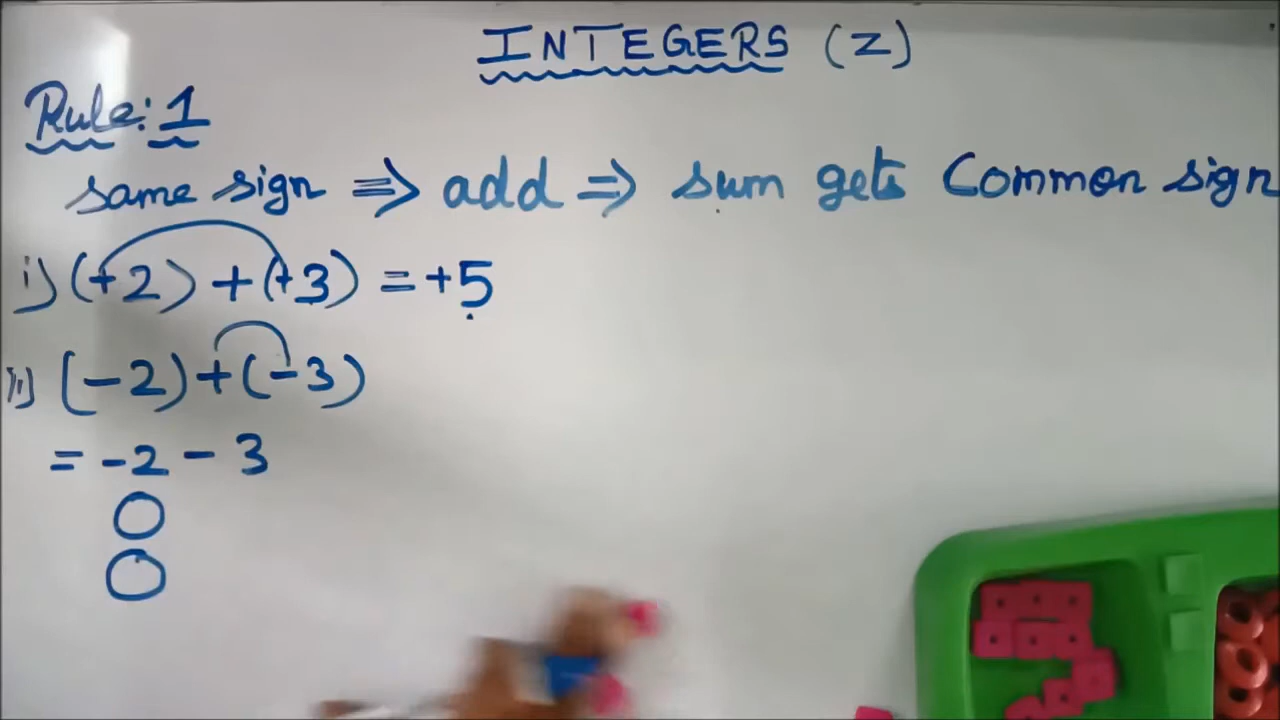 INTEGERS (Z)
Rule: 1
same sign ⇒ add ⇒ sum gets Common sign
i) (+2) + (+3) = +5
ii) (-2) + (-3)
= -2 - 3